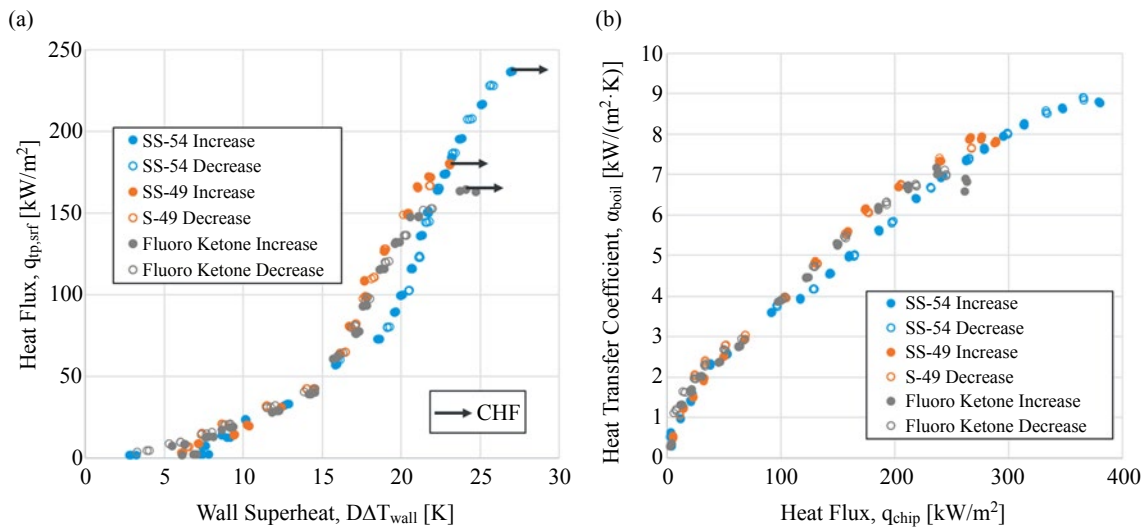 (a)
Heat Flux, q_tp,srf [kW/m²]
250
200
150
100
50
0
SS-54 Increase
SS-54 Decrease
SS-49 Increase
S-49 Decrease
Fluoro Ketone Increase
Fluoro Ketone Decrease
CHF
0 5 10 15 20 25 30
Wall Superheat, DΔT_wall [K]
(b)
Heat Transfer Coefficient, α_boil [kW/(m²·K)]
10
9
8
7
6
5
4
3
2
1
0
SS-54 Increase
SS-54 Decrease
SS-49 Increase
S-49 Decrease
Fluoro Ketone Increase
Fluoro Ketone Decrease
0 100 200 300 400
Heat Flux, q_chip [kW/m²]